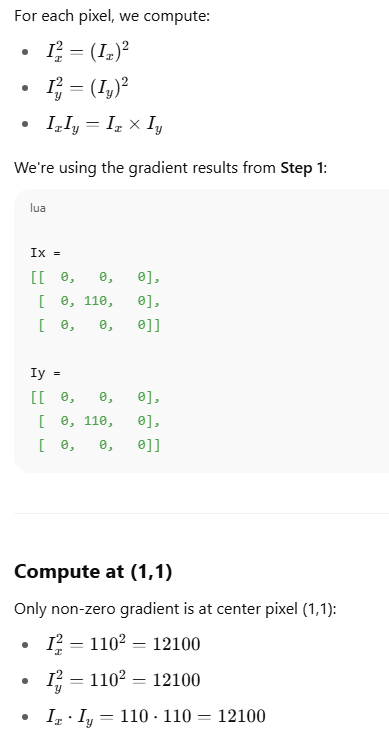 For each pixel, we compute:
• I_x^2 = (I_x)^2
• I_y^2 = (I_y)^2
• I_xI_y = I_x × I_y
We're using the gradient results from Step 1:
lua
Ix =
[[  0,   0,   0],
 [  0, 110,   0],
 [  0,   0,   0]]
Iy =
[[  0,   0,   0],
 [  0, 110,   0],
 [  0,   0,   0]]
Compute at (1,1)
Only non-zero gradient is at center pixel (1,1):
• I_x^2 = 110^2 = 12100
• I_y^2 = 110^2 = 12100
• I_x · I_y = 110 · 110 = 12100